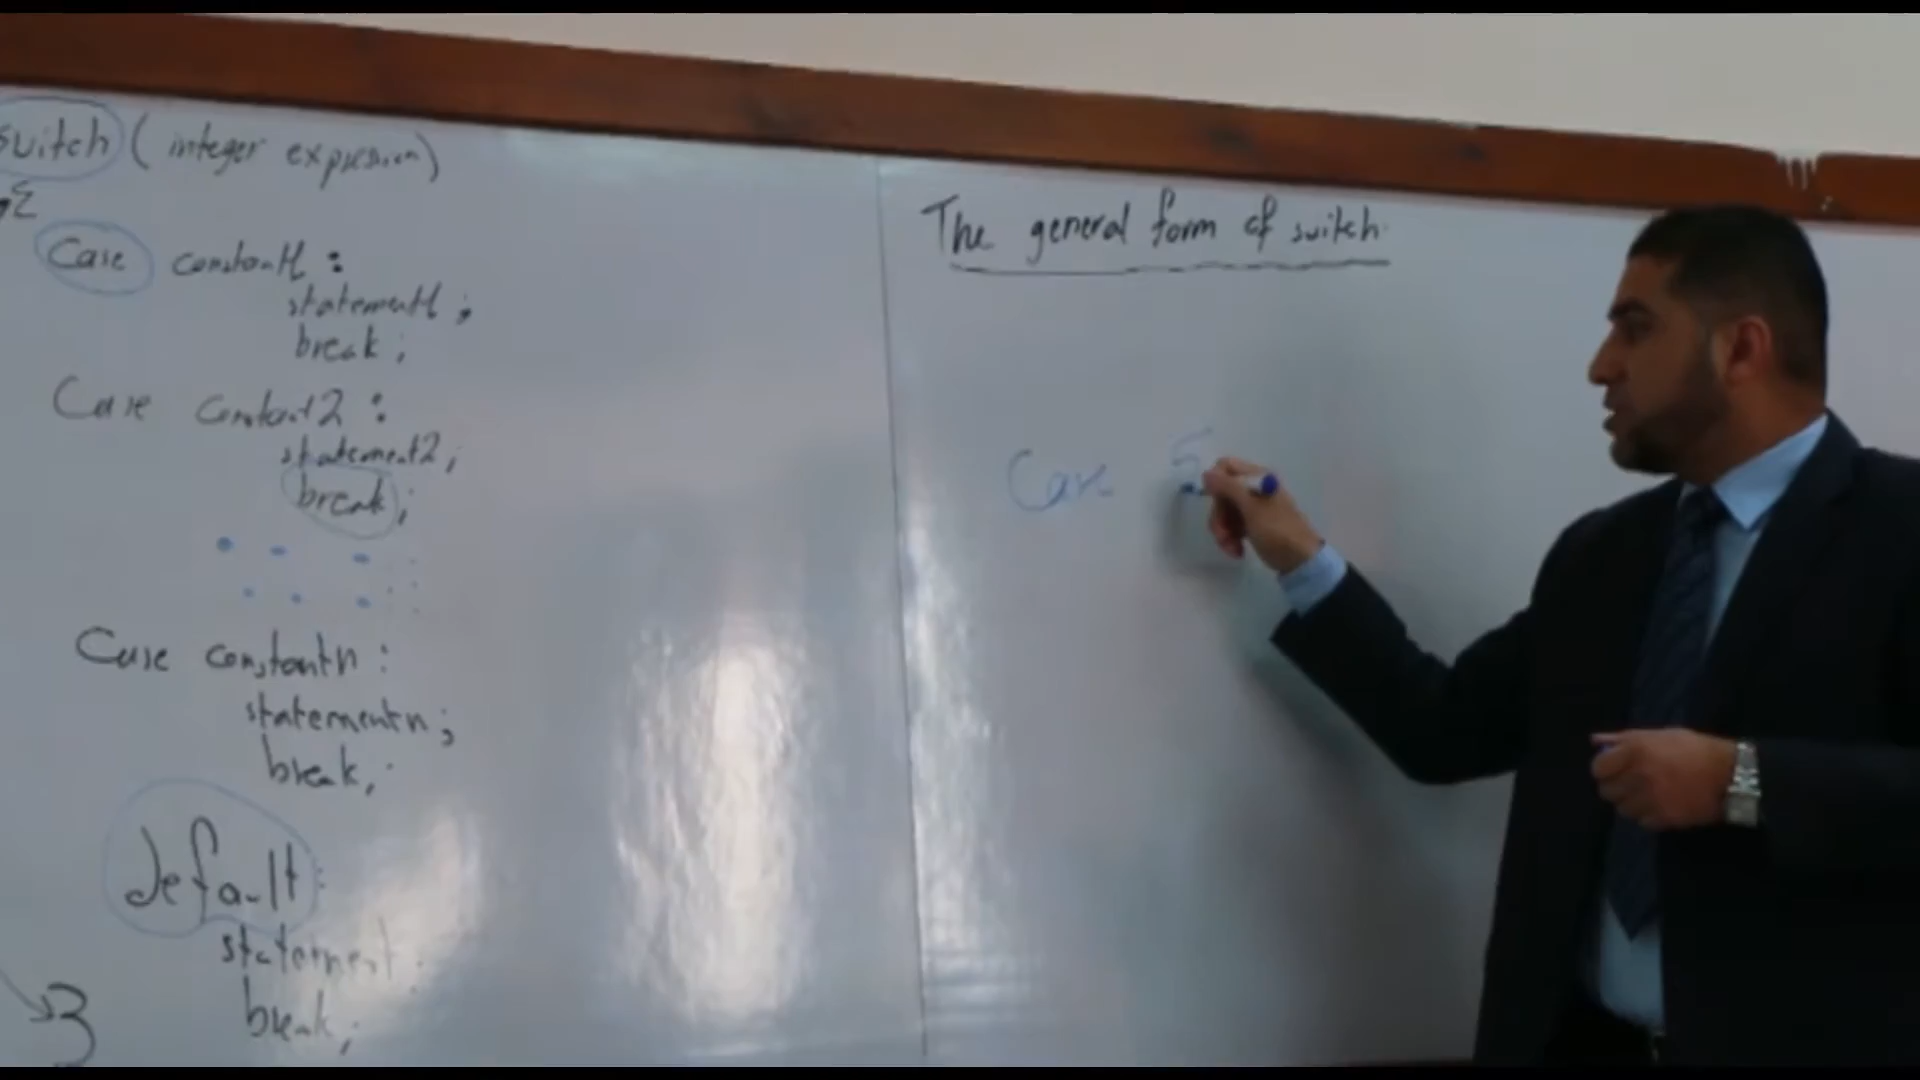 switch ( integer expression)
{
Case constant1 :
statement1 ;
break ;
Case constant2 :
statement2 ;
break ;
Case constantn :
statementn ;
break ;
default :
statement ;
break ;
}
The general form of switch
Case 5